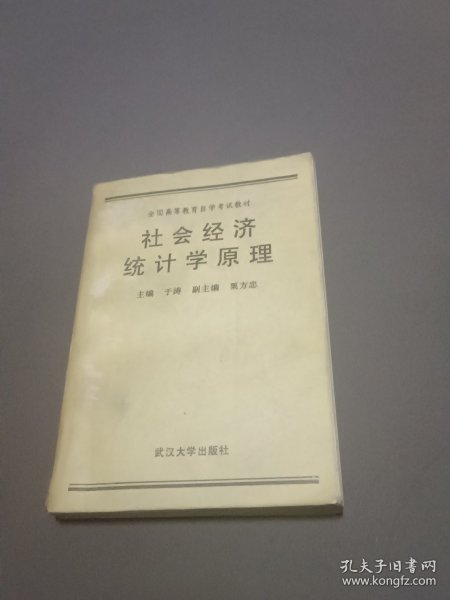 全国高等教育自学考试教材
社会经济
统计学原理
主编 于涛 副主编 栗方忠
武汉大学出版社
孔夫子旧书网
www.kongfz.com